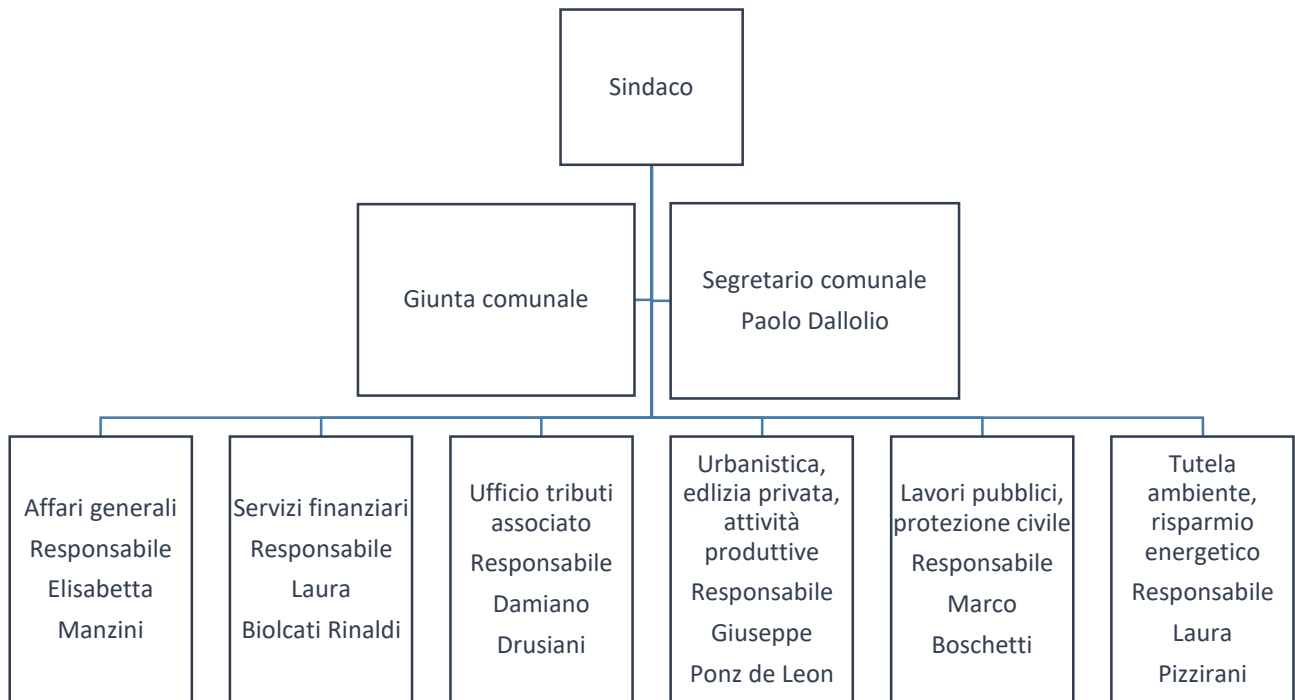 Sindaco
Giunta comunale
Segretario comunale
Paolo Dallolio
Affari generali
Responsabile
Elisabetta
Manzini
Servizi finanziari
Responsabile
Laura
Biolcati Rinaldi
Ufficio tributi
associato
Responsabile
Damiano
Drusiani
Urbanistica,
edlizia privata,
attività
produttive
Responsabile
Giuseppe
Ponz de Leon
Lavori pubblici,
protezione civile
Responsabile
Marco
Boschetti
Tutela
ambiente,
risparmio
energetico
Responsabile
Laura
Pizzirani